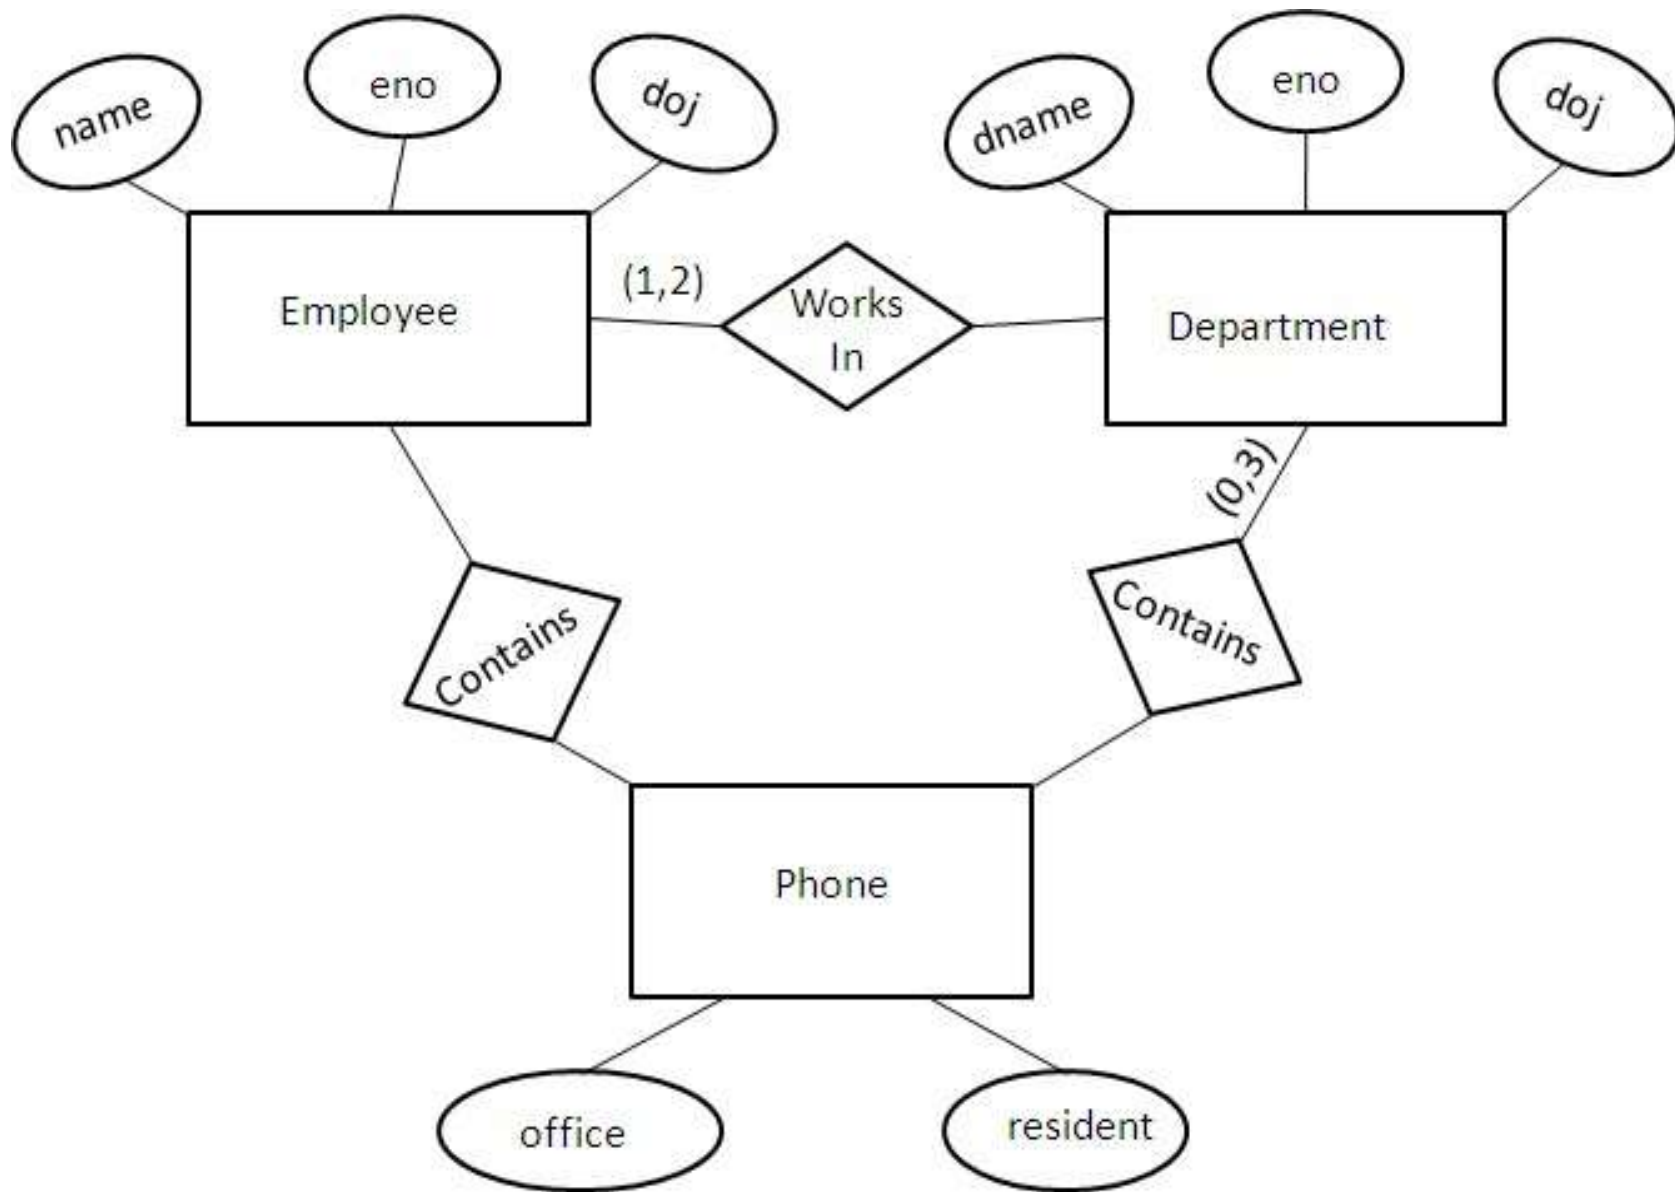 name
eno
doj
dname
eno
doj
Employee
(1,2)
Works
In
Department
(0,3)
Contains
Contains
Phone
office
resident